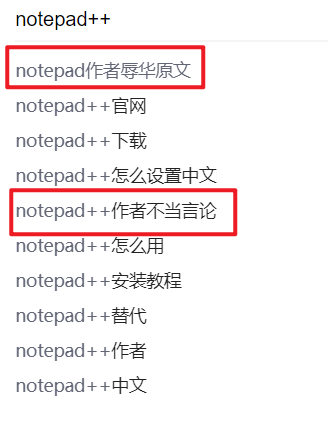 notepad++
notepad作者辱华原文
notepad++官网
notepad++下载
notepad++怎么设置中文
notepad++作者不当言论
notepad++怎么用
notepad++安装教程
notepad++替代
notepad++作者
notepad++中文